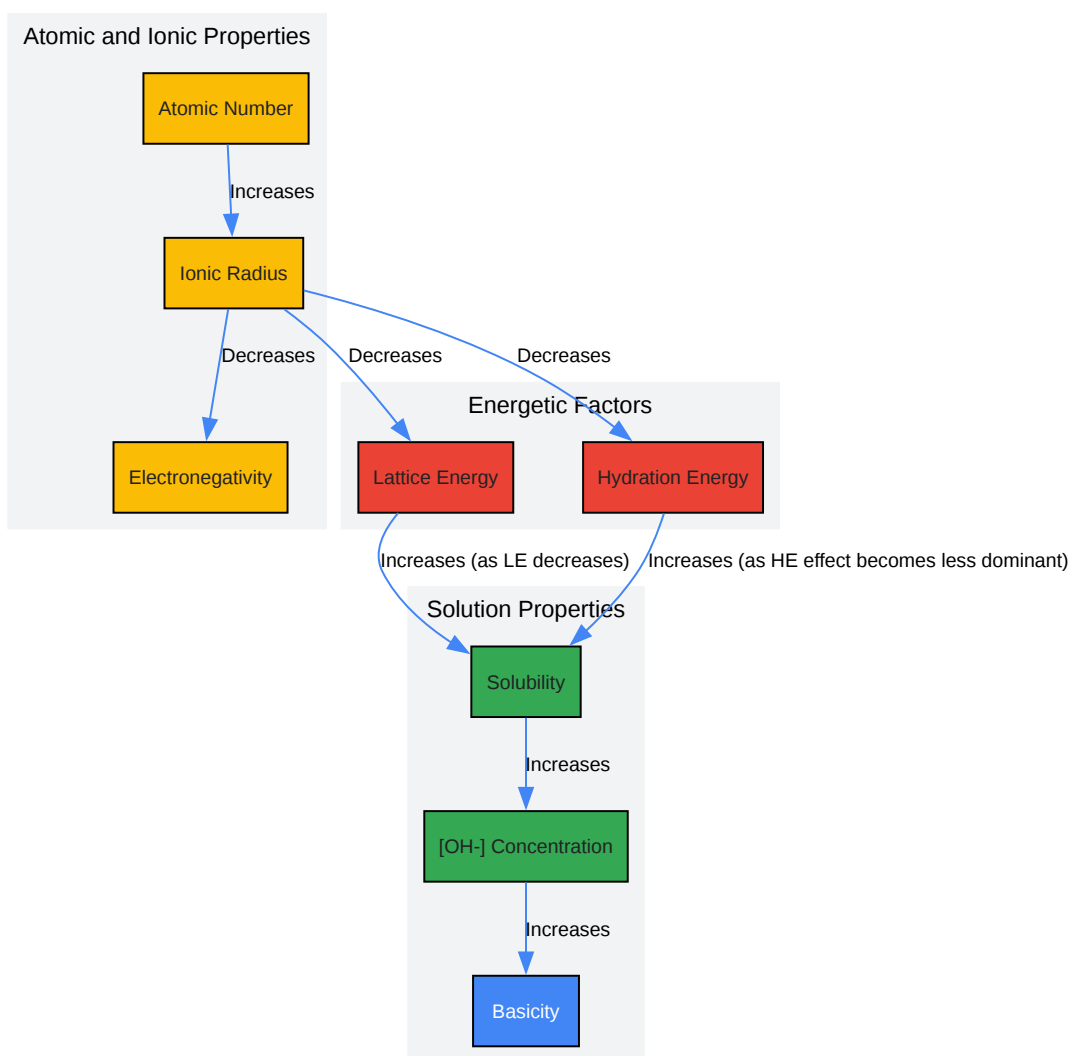 Atomic and Ionic Properties
Atomic Number
Increases
Ionic Radius
Decreases
Decreases
Decreases
Energetic Factors
Electronegativity
Lattice Energy
Hydration Energy
Increases (as LE decreases)
Increases (as HE effect becomes less dominant)
Solution Properties
Solubility
Increases
[OH-] Concentration
Increases
Basicity